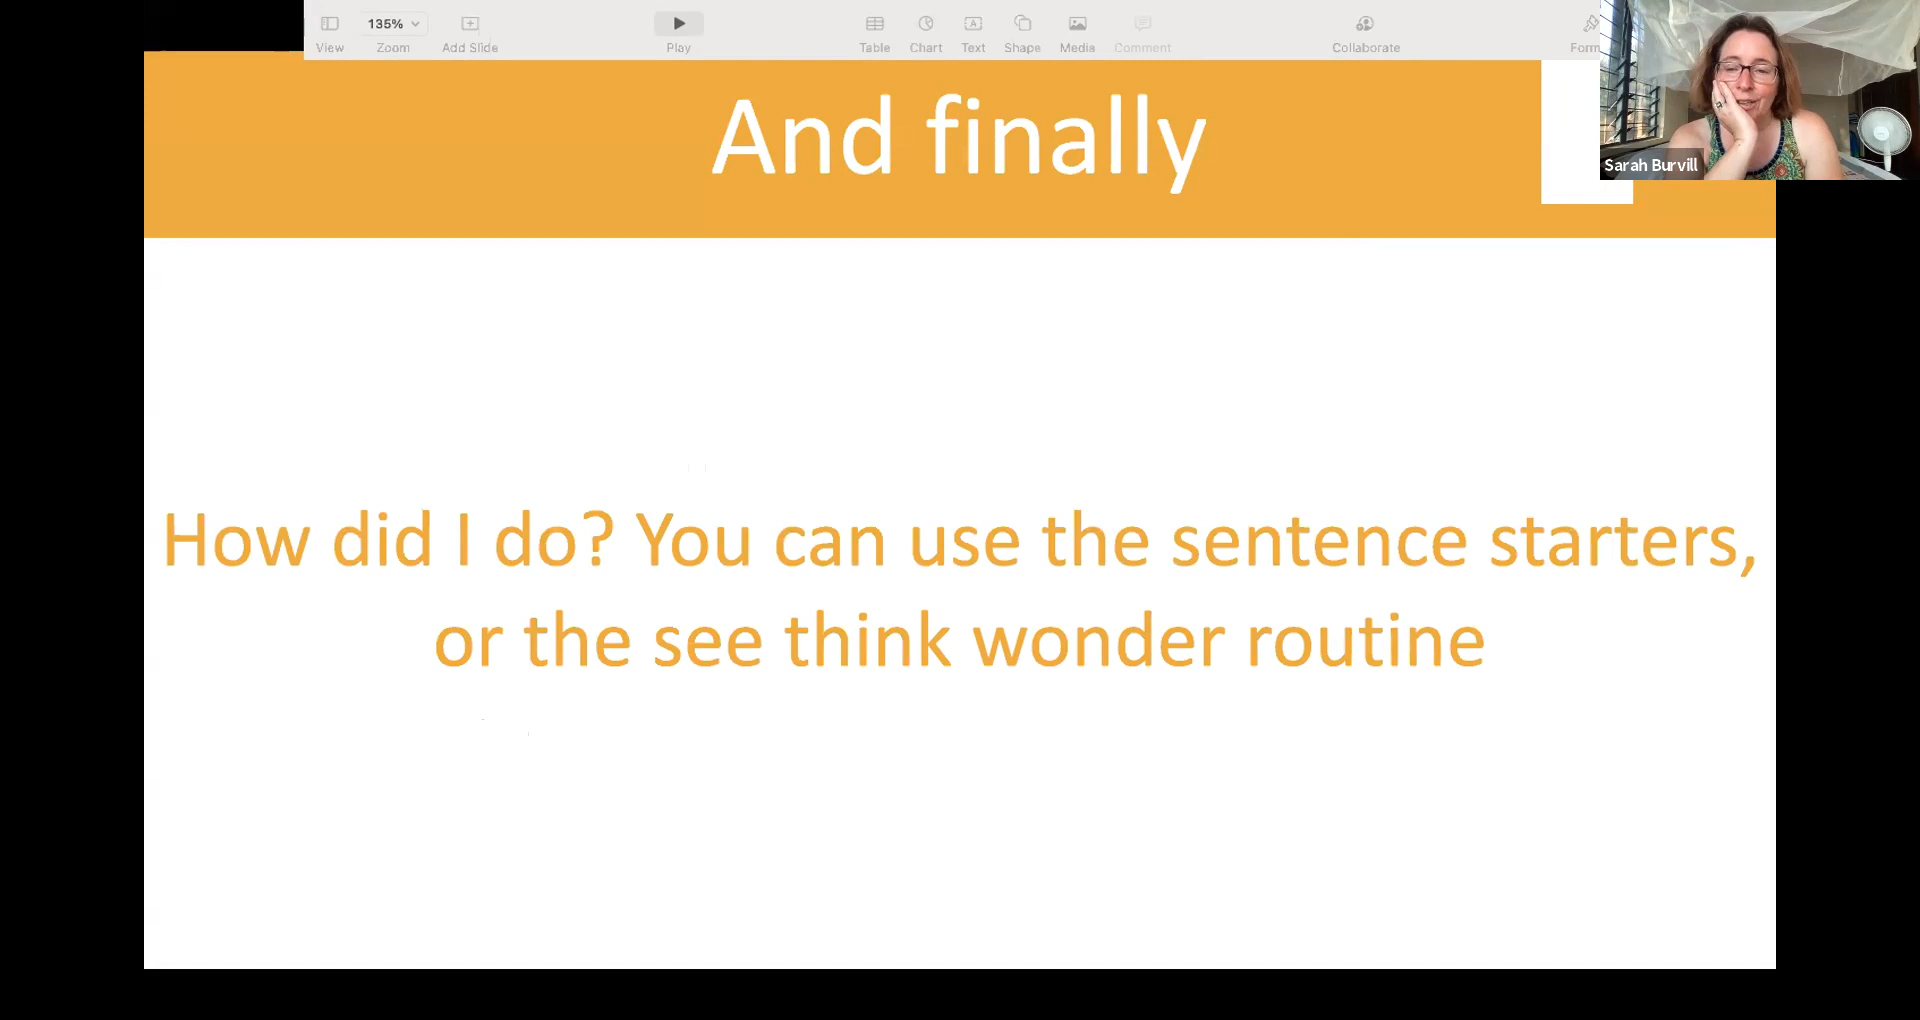 135%
View
Zoom
Add Slide
Play
Table
Chart
Text
Shape
Media
Comment
Collaborate
Form
Sarah Burvill
And finally
How did I do? You can use the sentence starters,
or the see think wonder routine